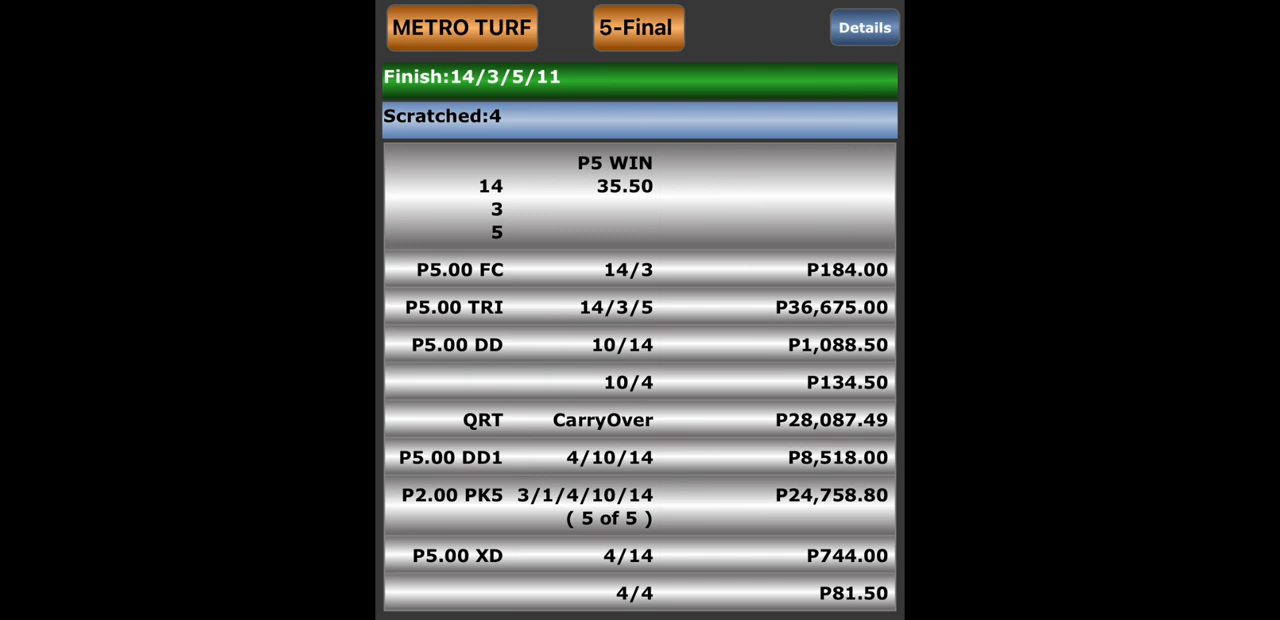 METRO TURF 5-Final Details
Finish:14/3/5/11
Scratched:4
P5 WIN
14 35.50
3
5
P5.00 FC 14/3 P184.00
P5.00 TRI 14/3/5 P36,675.00
P5.00 DD 10/14 P1,088.50
10/4 P134.50
QRT CarryOver P28,087.49
P5.00 DD1 4/10/14 P8,518.00
P2.00 PK5 3/1/4/10/14 P24,758.80
( 5 of 5 )
P5.00 XD 4/14 P744.00
4/4 P81.50